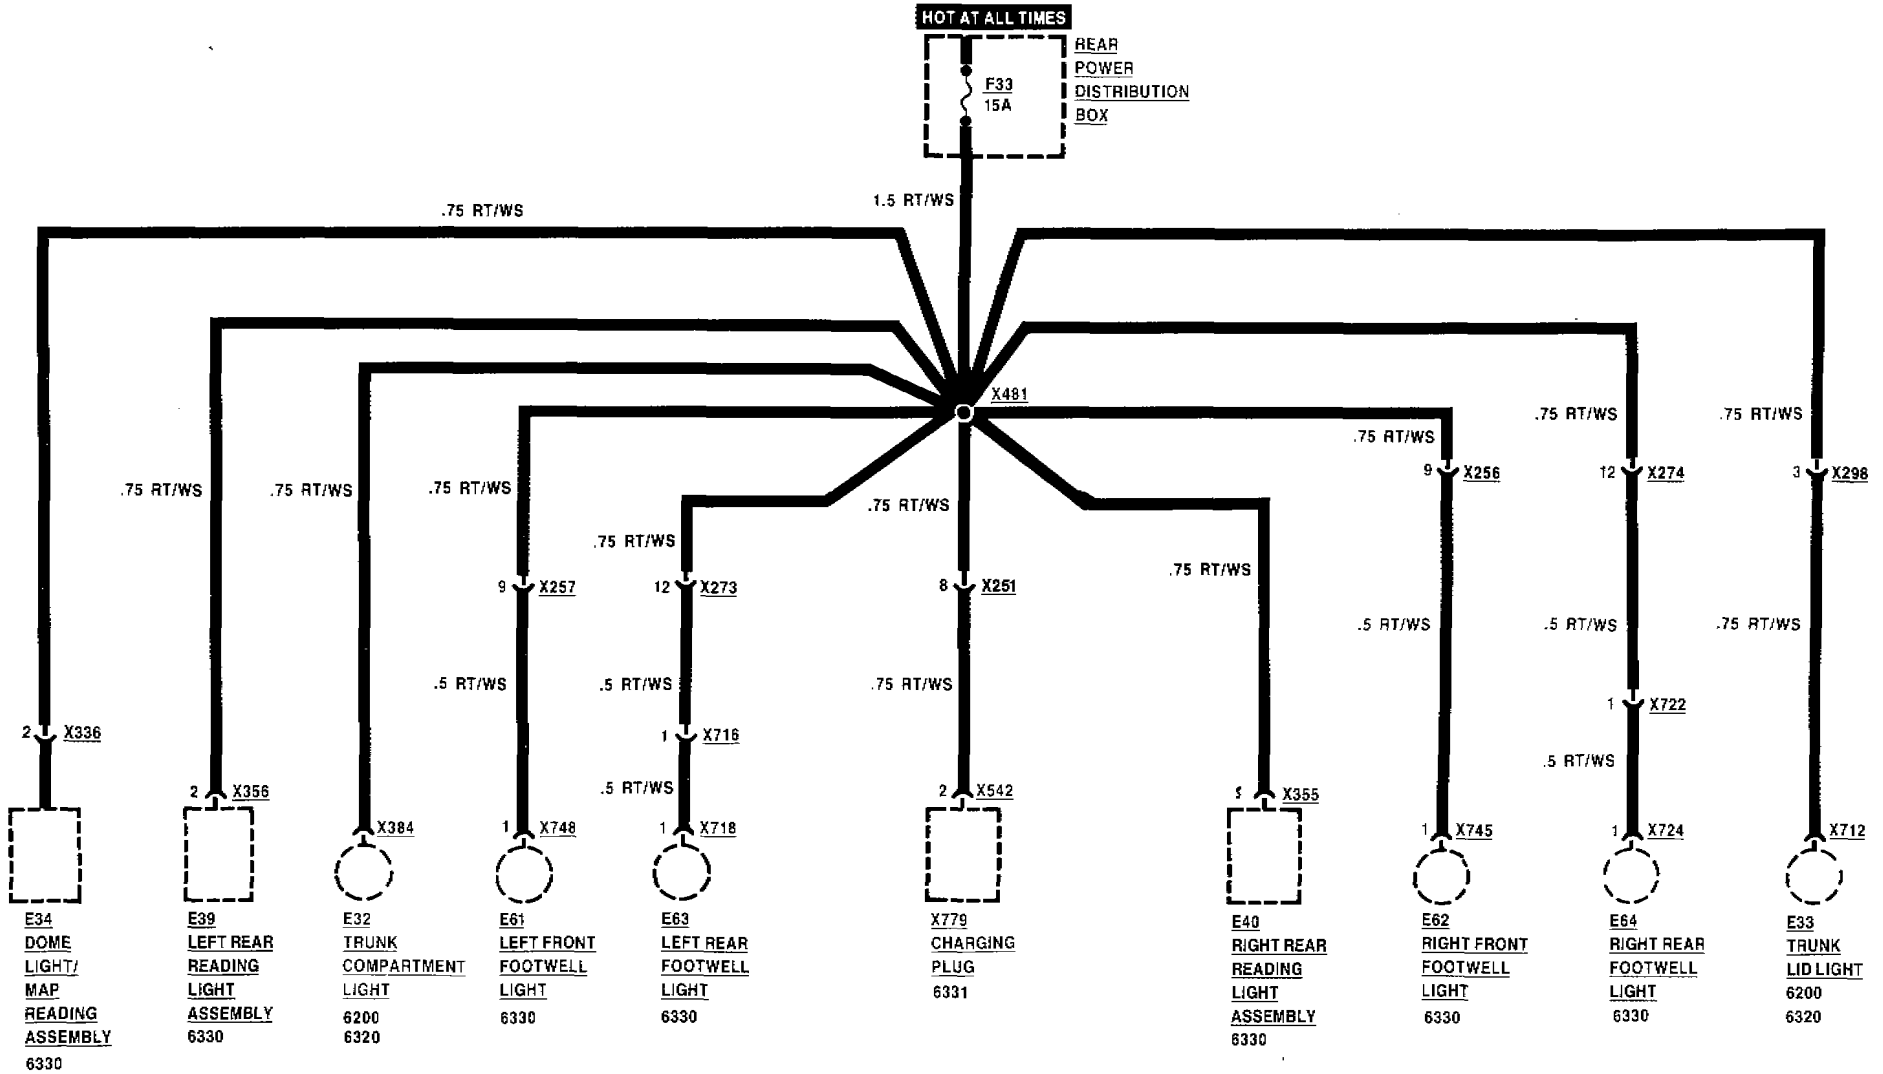 HOT AT ALL TIMES
REAR
POWER
DISTRIBUTION
BOX
F33
15A
1.5 RT/WS
.75 RT/WS
X481
.75 RT/WS
.75 RT/WS
.75 RT/WS
.75 RT/WS
.75 RT/WS
.75 RT/WS
.75 RT/WS
.75 RT/WS
.75 RT/WS
.75 RT/WS
9 X256
12 X274
3 X298
9 X257
12 X273
8 X251
.5 RT/WS
.5 RT/WS
.75 RT/WS
.5 RT/WS
.5 RT/WS
.75 RT/WS
1 X722
2 X336
1 X716
.5 RT/WS
.5 RT/WS
2 X356
2 X542
X355
X384
1 X748
1 X718
1 X745
1 X724
X712
E34
DOME
LIGHT/
MAP
READING
ASSEMBLY
6330
E39
LEFT REAR
READING
LIGHT
ASSEMBLY
6330
E32
TRUNK
COMPARTMENT
LIGHT
6200
6320
E61
LEFT FRONT
FOOTWELL
LIGHT
6330
E63
LEFT REAR
FOOTWELL
LIGHT
6330
X779
CHARGING
PLUG
6331
E40
RIGHT REAR
READING
LIGHT
ASSEMBLY
6330
E62
RIGHT FRONT
FOOTWELL
LIGHT
6330
E64
RIGHT REAR
FOOTWELL
LIGHT
6330
E33
TRUNK
LID LIGHT
6200
6320